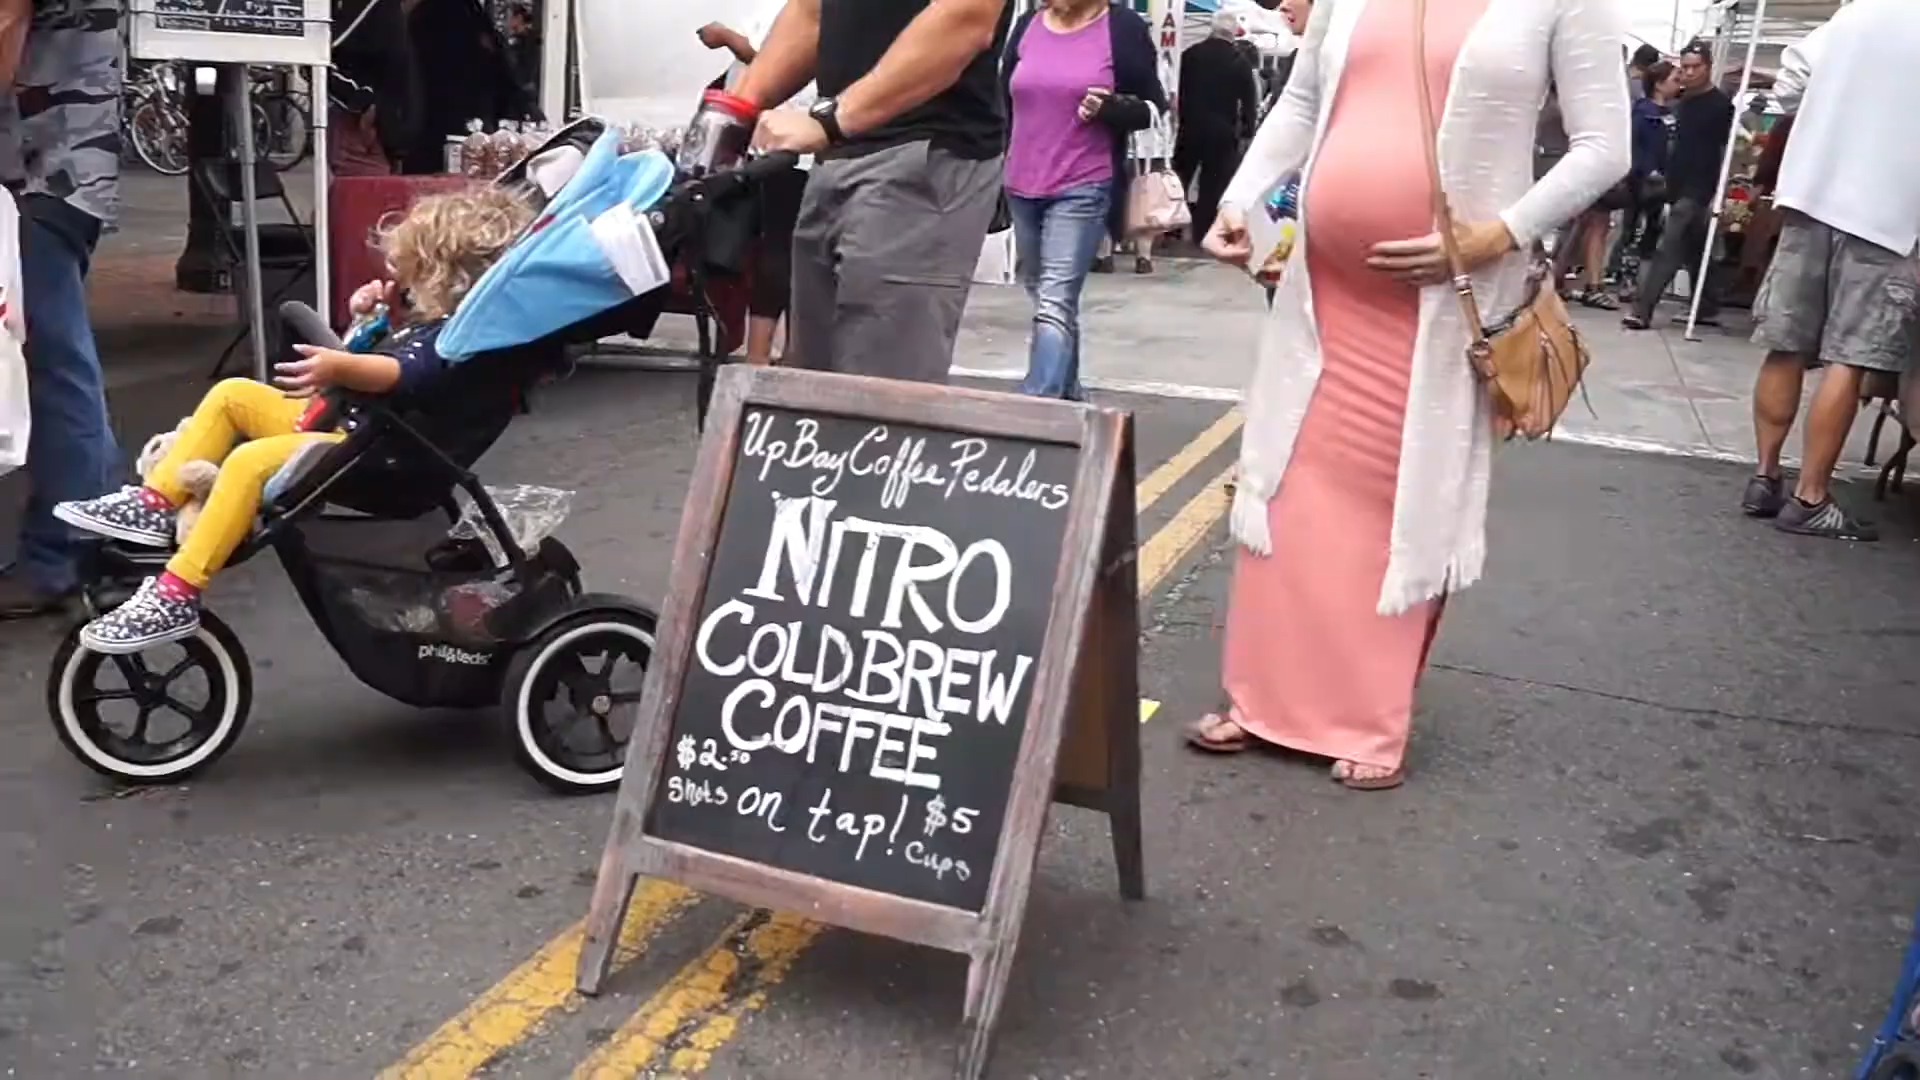 Up Bay Coffee Pedalers
NITRO
COLD BREW
COFFEE
$2.50
shots on tap! $5
cups
phil&teds